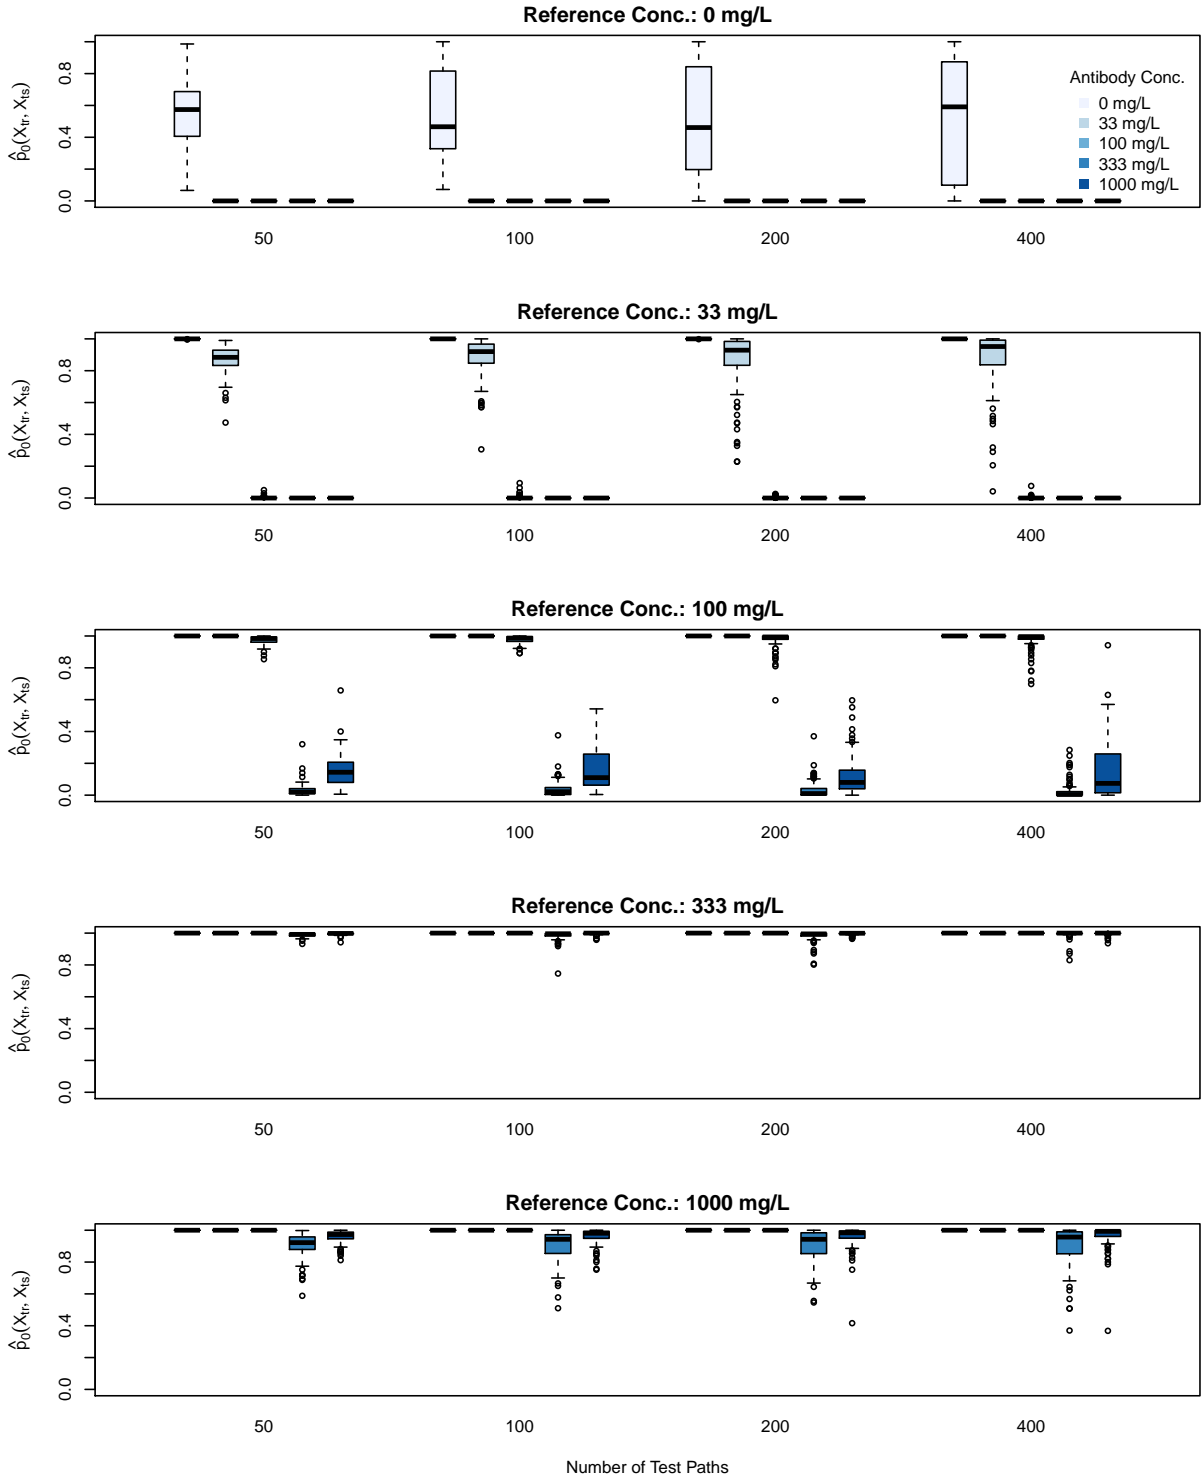 Reference Conc.: 0 mg/L
p̂₀(Xₜᵣ, Xₜₛ)
0.0 0.4 0.8
Antibody Conc.
0 mg/L
33 mg/L
100 mg/L
333 mg/L
1000 mg/L
50 100 200 400
Reference Conc.: 33 mg/L
p̂₀(Xₜᵣ, Xₜₛ)
0.0 0.4 0.8
50 100 200 400
Reference Conc.: 100 mg/L
p̂₀(Xₜᵣ, Xₜₛ)
0.0 0.4 0.8
50 100 200 400
Reference Conc.: 333 mg/L
p̂₀(Xₜᵣ, Xₜₛ)
0.0 0.4 0.8
50 100 200 400
Reference Conc.: 1000 mg/L
p̂₀(Xₜᵣ, Xₜₛ)
0.0 0.4 0.8
50 100 200 400
Number of Test Paths